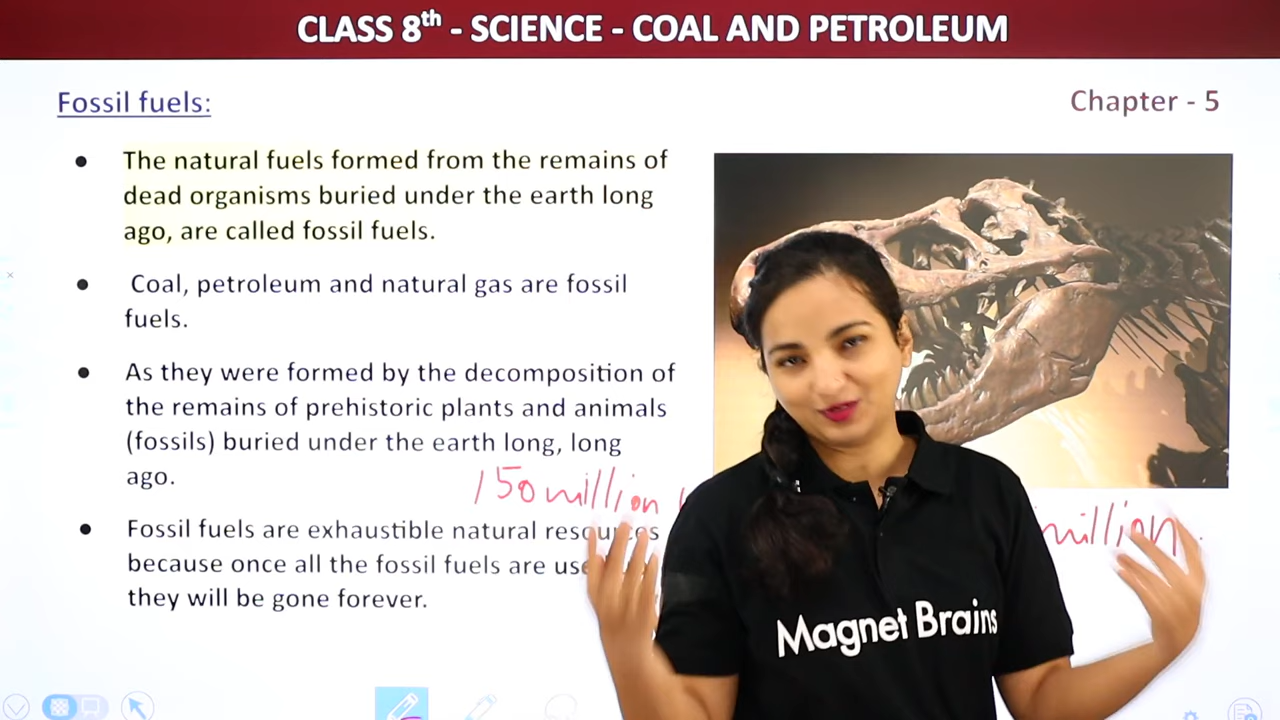 CLASS 8th - SCIENCE - COAL AND PETROLEUM
Fossil fuels:
Chapter - 5
● The natural fuels formed from the remains of
dead organisms buried under the earth long
ago, are called fossil fuels.
● Coal, petroleum and natural gas are fossil
fuels.
● As they were formed by the decomposition of
the remains of prehistoric plants and animals
(fossils) buried under the earth long, long
ago.
150 million
million
● Fossil fuels are exhaustible natural resources
because once all the fossil fuels are use
they will be gone forever.
Magnet Brains